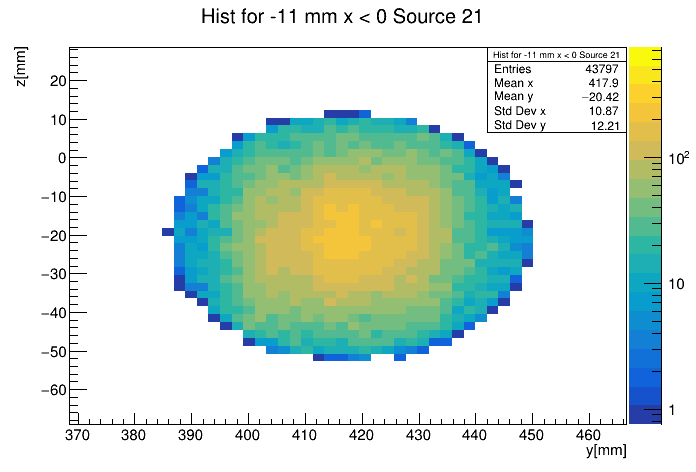 Hist for -11 mm x < 0 Source 21
z[mm]
Hist for -11 mm x < 0 Source 21
Entries 43797
Mean x 417.9
Mean y −20.42
Std Dev x 10.87
Std Dev y 12.21
20
10
0
−10
−20
−30
−40
−50
−60
10²
10
1
370 380 390 400 410 420 430 440 450 460
y[mm]